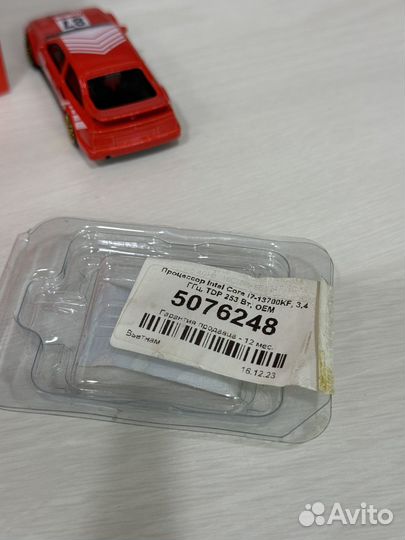 87
Процессор Intel Core i7-13700KF, 3,4
ГГц, TDP 253 Вт, OEM
5076248
Гарантия продавца - 12 мес.
Вьетнам
16.12.23
Avito